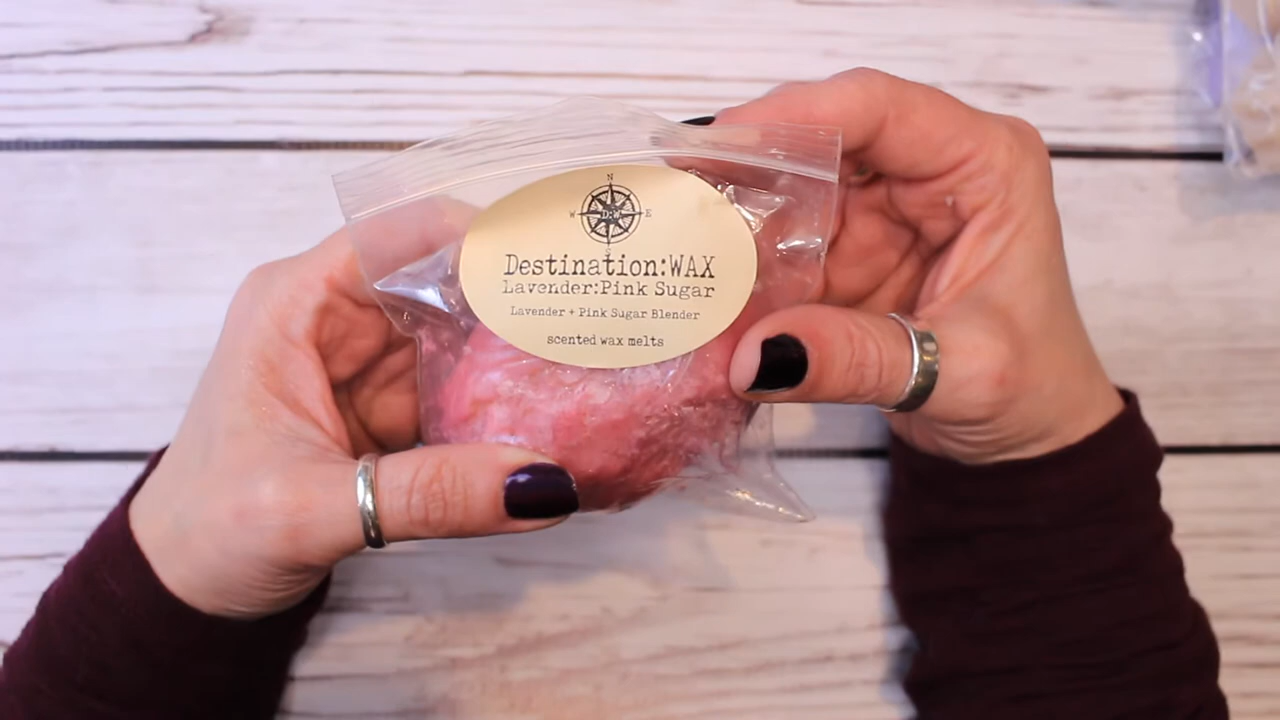 N
W D:W E
S
Destination:WAX
Lavender:Pink Sugar
Lavender + Pink Sugar Blender
scented wax melts